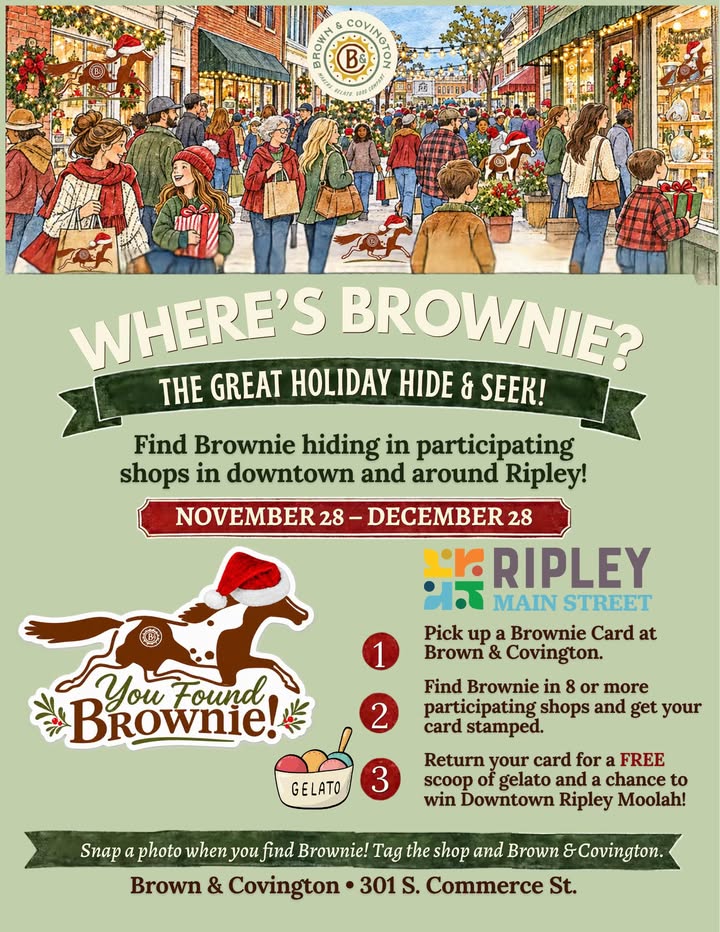 BROWN & COVINGTON
B&
WHERE'S BROWNIE?
THE GREAT HOLIDAY HIDE & SEEK!
Find Brownie hiding in participating
shops in downtown and around Ripley!
NOVEMBER 28 – DECEMBER 28
RIPLEY
MAIN STREET
You Found
Brownie!
1
Pick up a Brownie Card at
Brown & Covington.
2
Find Brownie in 8 or more
participating shops and get your
card stamped.
GELATO
3
Return your card for a FREE
scoop of gelato and a chance to
win Downtown Ripley Moolah!
Snap a photo when you find Brownie! Tag the shop and Brown & Covington.
Brown & Covington • 301 S. Commerce St.